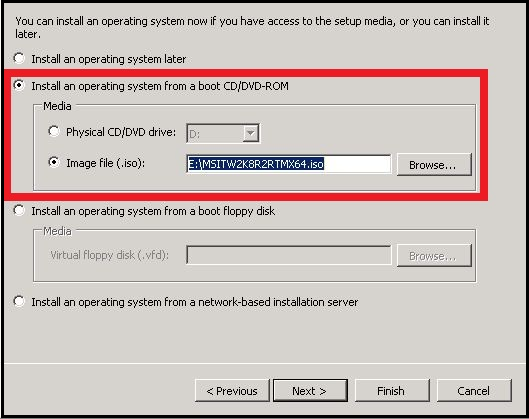 You can install an operating system now if you have access to the setup media, or you can install it
later.
Install an operating system later
Install an operating system from a boot CD/DVD-ROM
Media
Physical CD/DVD drive: D:
Image file (.iso): E:\MSITW2K8R2RTMX64.iso Browse...
Install an operating system from a boot floppy disk
Media
Virtual floppy disk (.vfd): Browse...
Install an operating system from a network-based installation server
< Previous Next > Finish Cancel